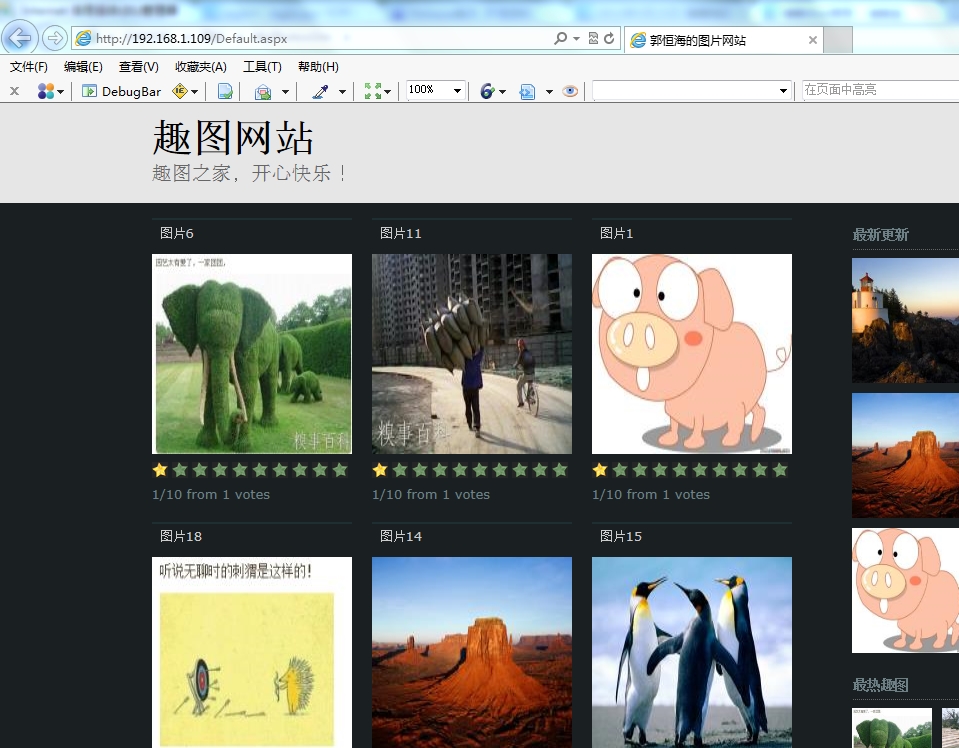 http://192.168.1.109/Default.aspx
郭恒海的图片网站
文件(F) 编辑(E) 查看(V) 收藏夹(A) 工具(T) 帮助(H)
DebugBar
100%
在页面中高亮
趣图网站
趣图之家，开心快乐！
图片6
图片11
图片1
最新更新
园艺太有爱了，一家团团，
糗事百科
糗事百科
1/10 from 1 votes
1/10 from 1 votes
1/10 from 1 votes
图片18
图片14
图片15
听说无聊时的刺猬是这样的！
最热趣图